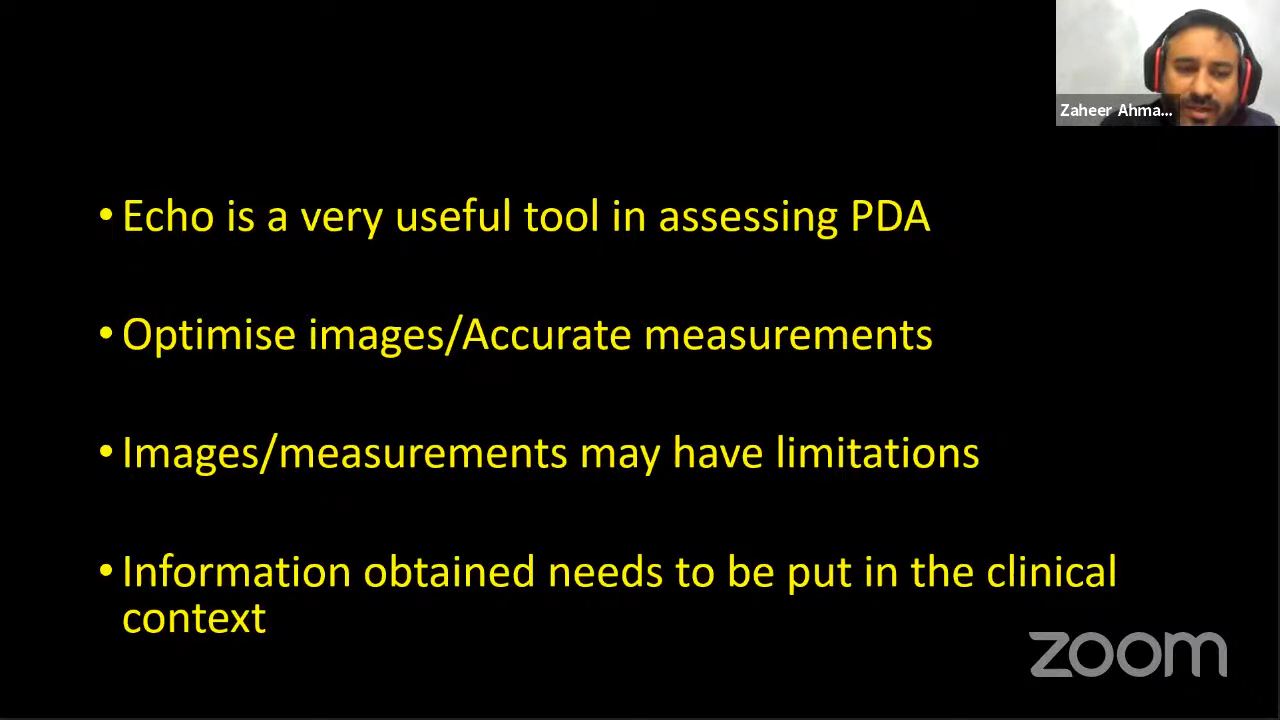 Zaheer Ahma...
• Echo is a very useful tool in assessing PDA
• Optimise images/Accurate measurements
• Images/measurements may have limitations
• Information obtained needs to be put in the clinical
context
zoom